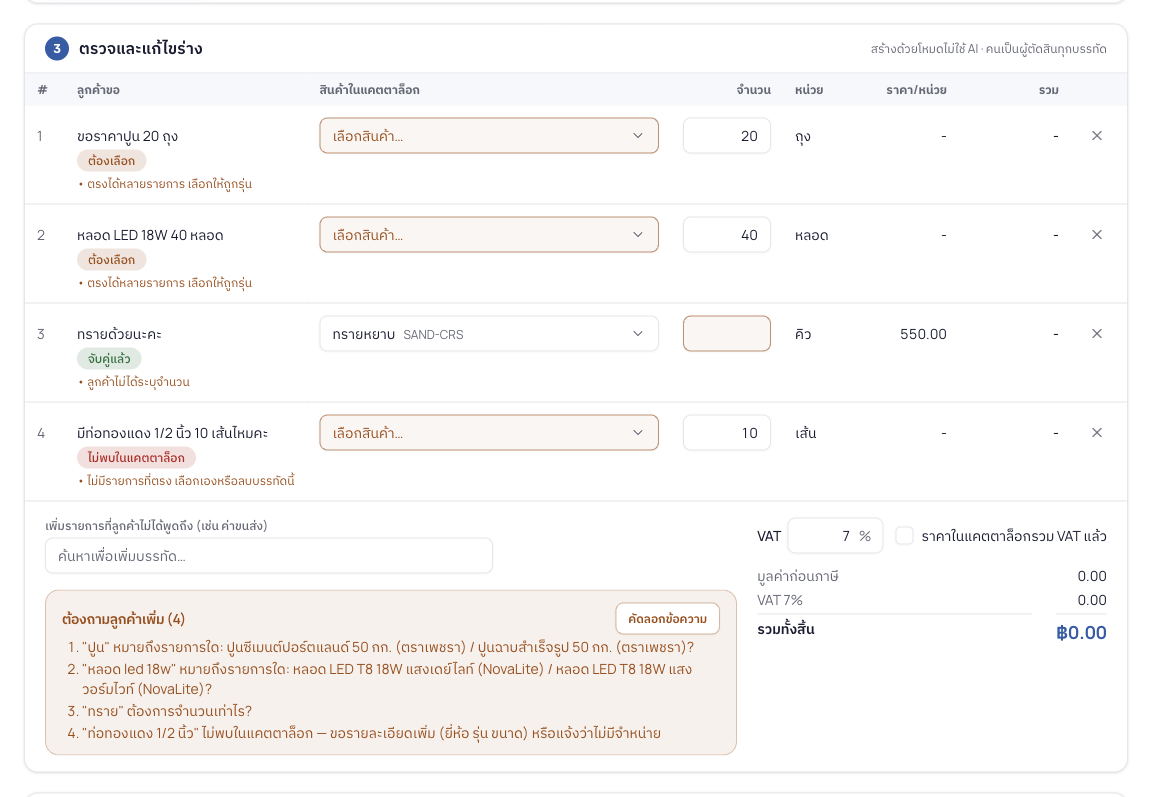 3 ตรวจและแก้ไขร่าง
สร้างด้วยโหมดไม่ใช้ AI · คนเป็นผู้ตัดสินทุกบรรทัด
# ลูกค้าขอ สินค้าในแคตตาล็อก จำนวน หน่วย ราคา/หน่วย รวม
1 ขอราคาปูน 20 ถุง เลือกสินค้า... 20 ถุง - - ×
ต้องเลือก
• ตรงได้หลายรายการ เลือกให้ถูกรุ่น
2 หลอด LED 18W 40 หลอด เลือกสินค้า... 40 หลอด - - ×
ต้องเลือก
• ตรงได้หลายรายการ เลือกให้ถูกรุ่น
3 ทรายด้วยนะคะ ทรายหยาบ SAND-CRS คิว 550.00 - ×
จับคู่แล้ว
• ลูกค้าไม่ได้ระบุจำนวน
4 มีท่อทองแดง 1/2 นิ้ว 10 เส้นไหมคะ เลือกสินค้า... 10 เส้น - - ×
ไม่พบในแคตตาล็อก
• ไม่มีรายการที่ตรง เลือกเองหรือลบบรรทัดนี้
เพิ่มรายการที่ลูกค้าไม่ได้พูดถึง (เช่น ค่าขนส่ง)
ค้นหาเพื่อเพิ่มบรรทัด...
VAT 7 % ราคาในแคตตาล็อกรวม VAT แล้ว
มูลค่าก่อนภาษี 0.00
VAT 7% 0.00
รวมทั้งสิ้น ฿0.00
ต้องถามลูกค้าเพิ่ม (4) คัดลอกข้อความ
1. "ปูน" หมายถึงรายการใด: ปูนซีเมนต์ปอร์ตแลนด์ 50 กก. (ตราเพชรา) / ปูนฉาบสำเร็จรูป 50 กก. (ตราเพชรา)?
2. "หลอด led 18w" หมายถึงรายการใด: หลอด LED T8 18W แสงเดย์ไลท์ (NovaLite) / หลอด LED T8 18W แสง
วอร์มไวท์ (NovaLite)?
3. "ทราย" ต้องการจำนวนเท่าไร?
4. "ท่อทองแดง 1/2 นิ้ว" ไม่พบในแคตตาล็อก — ขอรายละเอียดเพิ่ม (ยี่ห้อ รุ่น ขนาด) หรือแจ้งว่าไม่มีจำหน่าย